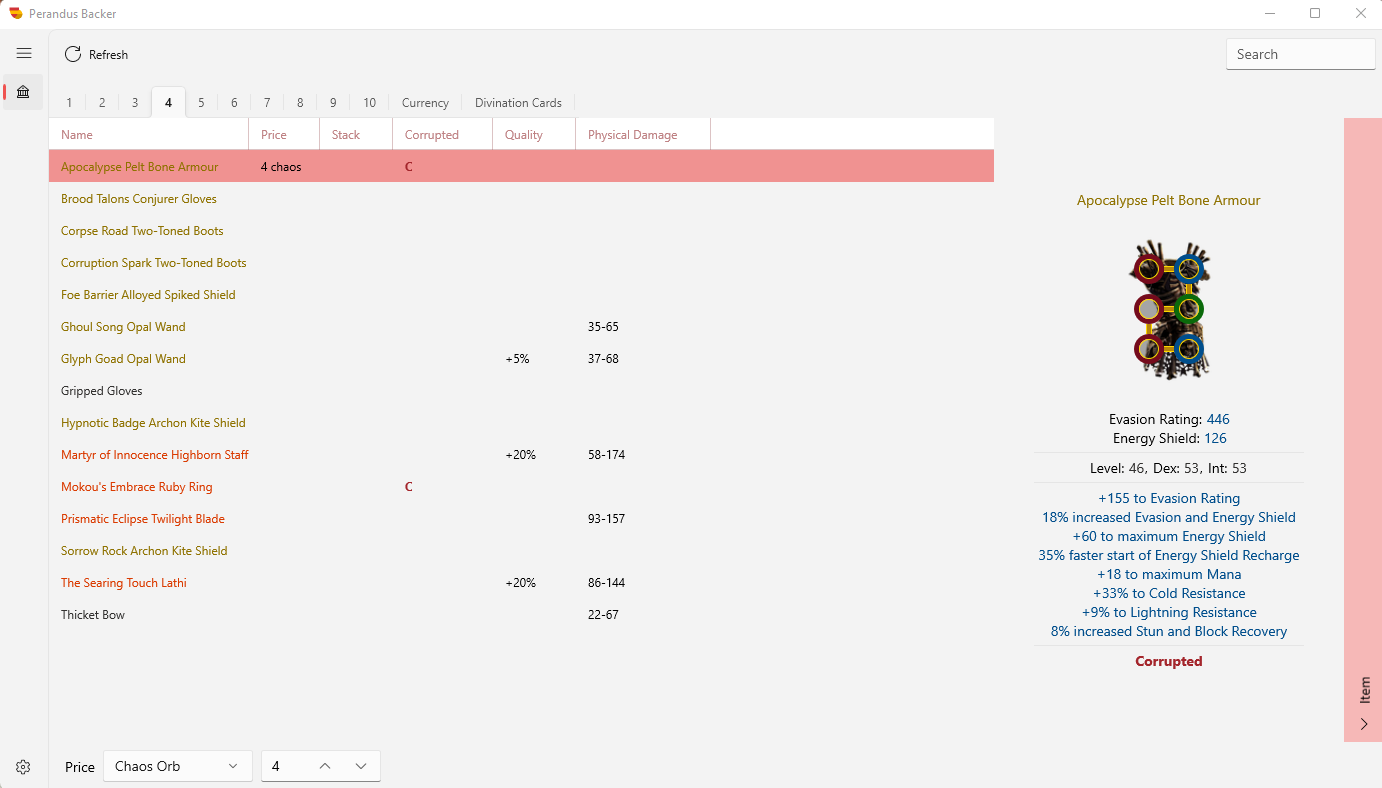 Perandus Backer
Refresh
Search
1 2 3 4 5 6 7 8 9 10 Currency Divination Cards
Name Price Stack Corrupted Quality Physical Damage
Apocalypse Pelt Bone Armour 4 chaos C
Brood Talons Conjurer Gloves
Corpse Road Two-Toned Boots
Corruption Spark Two-Toned Boots
Foe Barrier Alloyed Spiked Shield
Ghoul Song Opal Wand 35-65
Glyph Goad Opal Wand +5% 37-68
Gripped Gloves
Hypnotic Badge Archon Kite Shield
Martyr of Innocence Highborn Staff +20% 58-174
Mokou's Embrace Ruby Ring C
Prismatic Eclipse Twilight Blade 93-157
Sorrow Rock Archon Kite Shield
The Searing Touch Lathi +20% 86-144
Thicket Bow 22-67
Apocalypse Pelt Bone Armour
Evasion Rating: 446
Energy Shield: 126
Level: 46, Dex: 53, Int: 53
+155 to Evasion Rating
18% increased Evasion and Energy Shield
+60 to maximum Energy Shield
35% faster start of Energy Shield Recharge
+18 to maximum Mana
+33% to Cold Resistance
+9% to Lightning Resistance
8% increased Stun and Block Recovery
Corrupted
Item
Price Chaos Orb 4